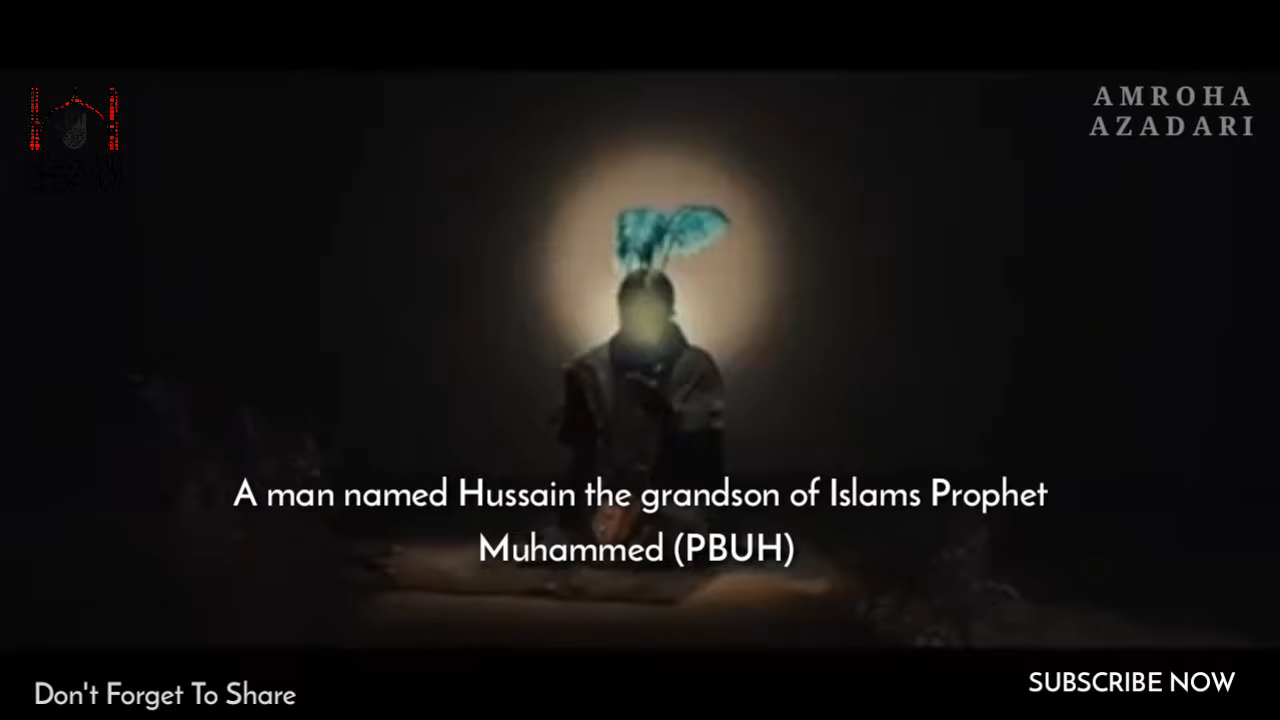 AMROHA
AZADARI
A man named Hussain the grandson of Islams Prophet
Muhammed (PBUH)
Don't Forget To Share
SUBSCRIBE NOW